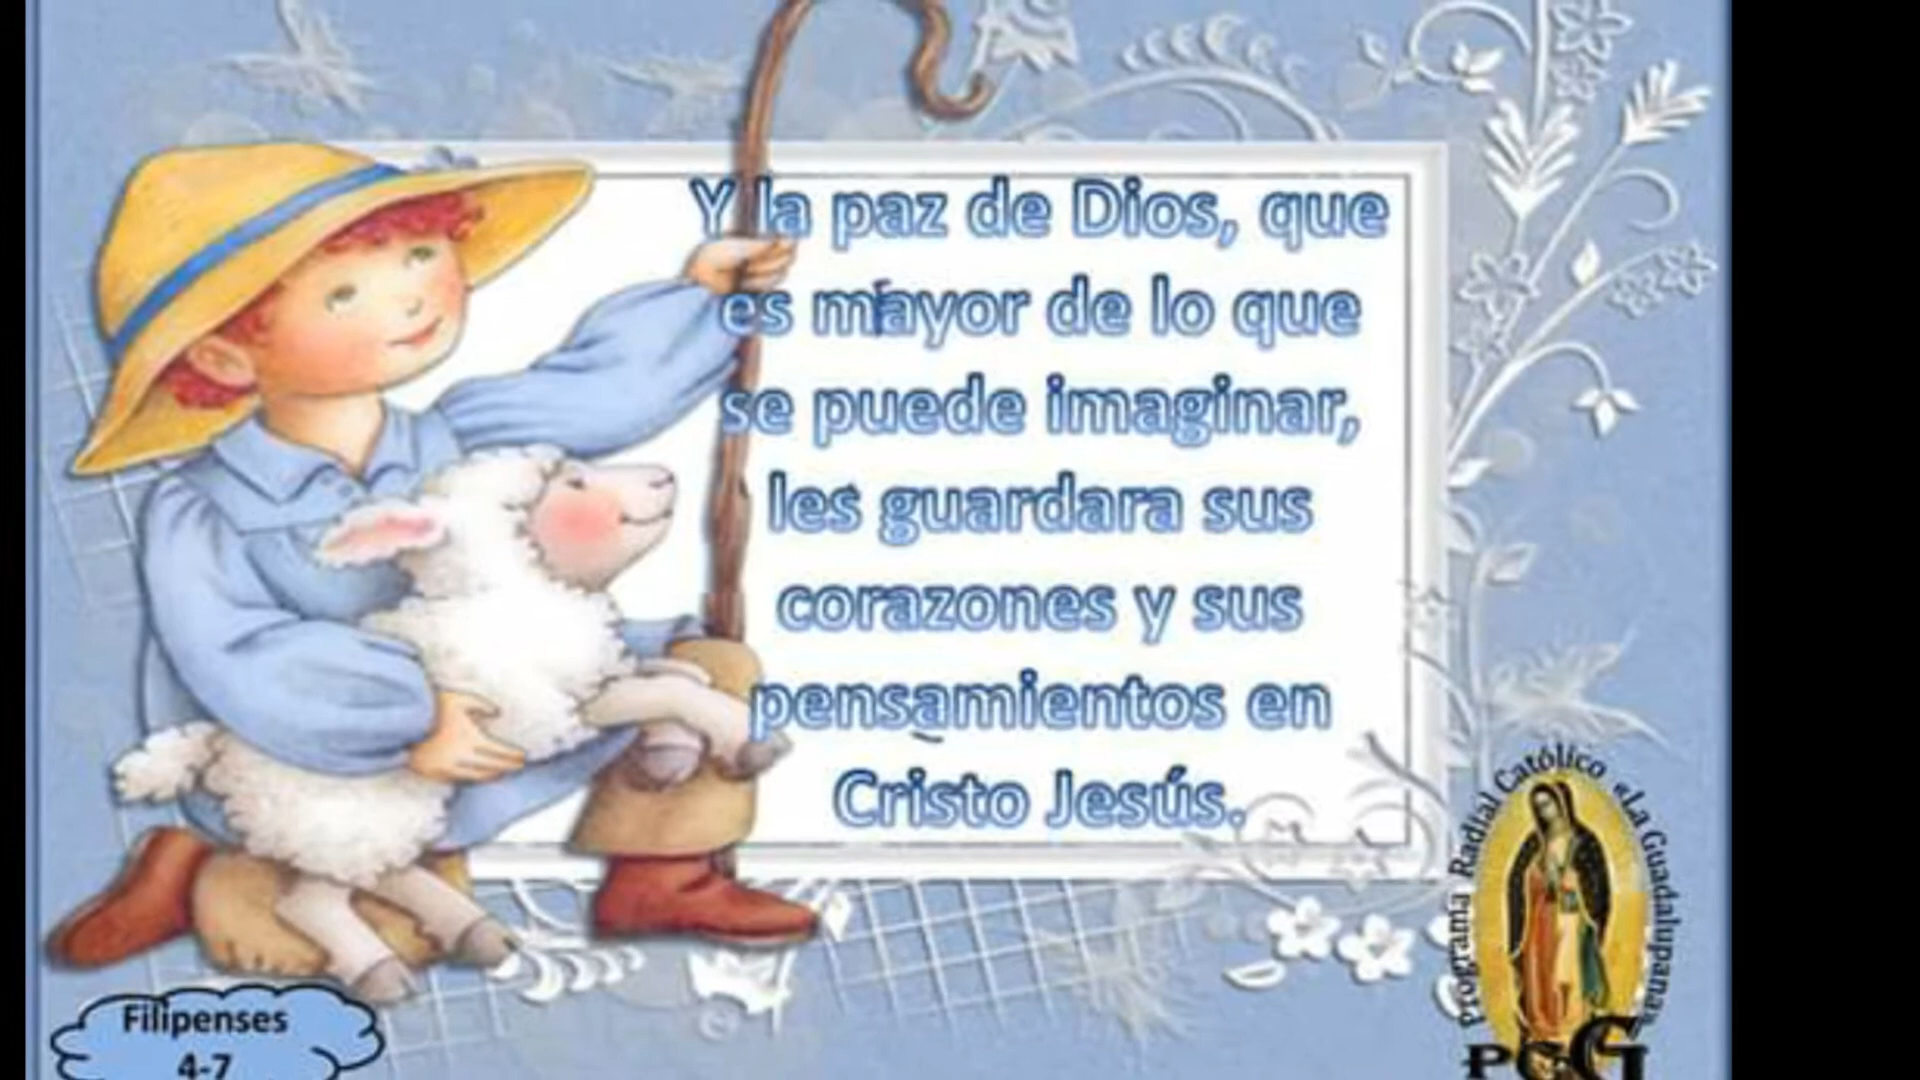 Y la paz de Dios, que
es mayor de lo que
se puede imaginar,
les guardara sus
corazones y sus
pensamientos en
Cristo Jesús.
Filipenses
4-7
Programa Radial Católico «La Guadalupana»
PCG